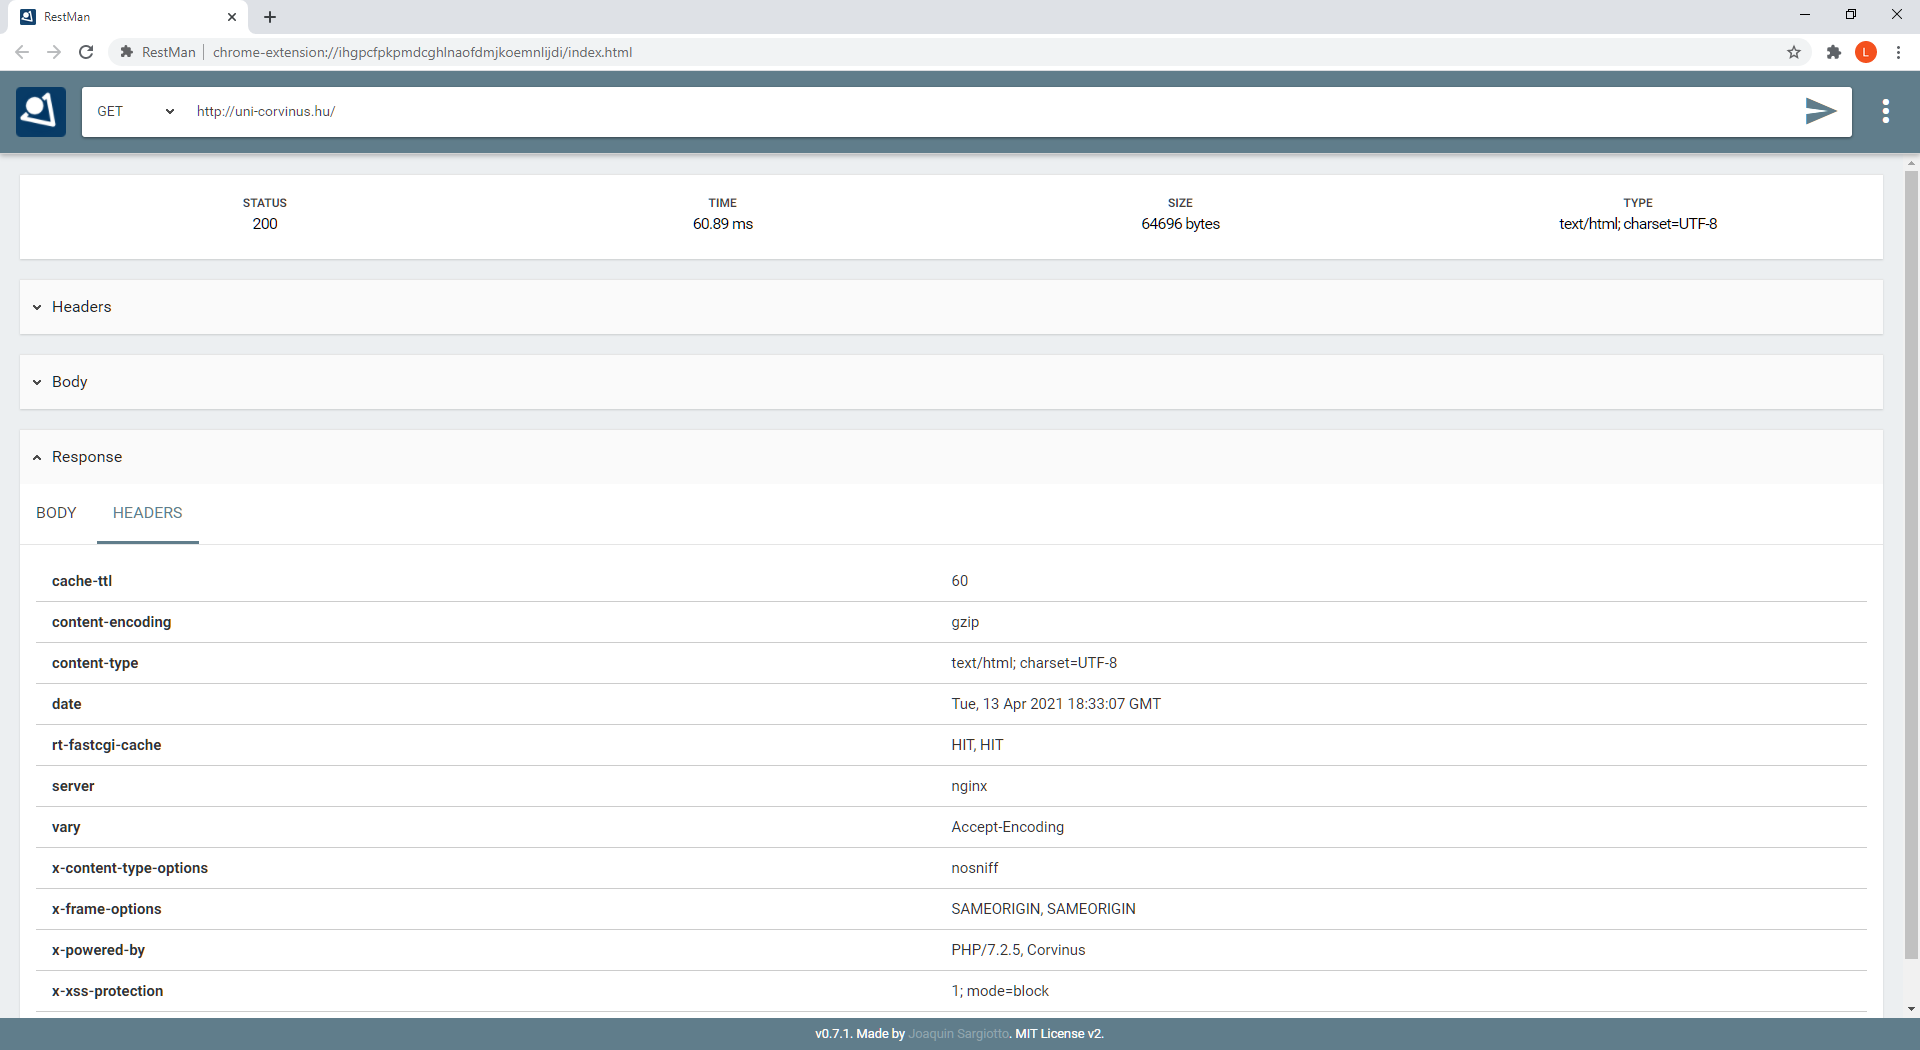 RestMan
RestMan chrome-extension://ihgpcfpkpmdcghlnaofdmjkoemnlijdi/index.html
L
GET http://uni-corvinus.hu/
STATUS TIME SIZE TYPE
200 60.89 ms 64696 bytes text/html; charset=UTF-8
Headers
Body
Response
BODY HEADERS
cache-ttl 60
content-encoding gzip
content-type text/html; charset=UTF-8
date Tue, 13 Apr 2021 18:33:07 GMT
rt-fastcgi-cache HIT, HIT
server nginx
vary Accept-Encoding
x-content-type-options nosniff
x-frame-options SAMEORIGIN, SAMEORIGIN
x-powered-by PHP/7.2.5, Corvinus
x-xss-protection 1; mode=block
v0.7.1. Made by Joaquin Sargiotto. MIT License v2.